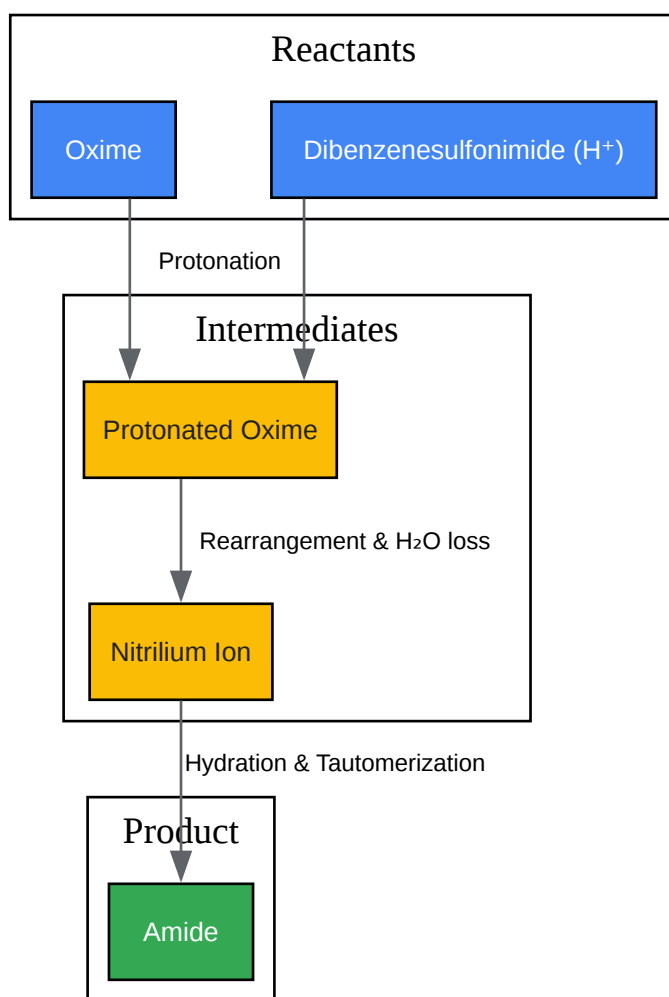 Reactants
Oxime
Dibenzenesulfonimide (H⁺)
Protonation
Intermediates
Protonated Oxime
Rearrangement & H₂O loss
Nitrilium Ion
Hydration & Tautomerization
Product
Amide